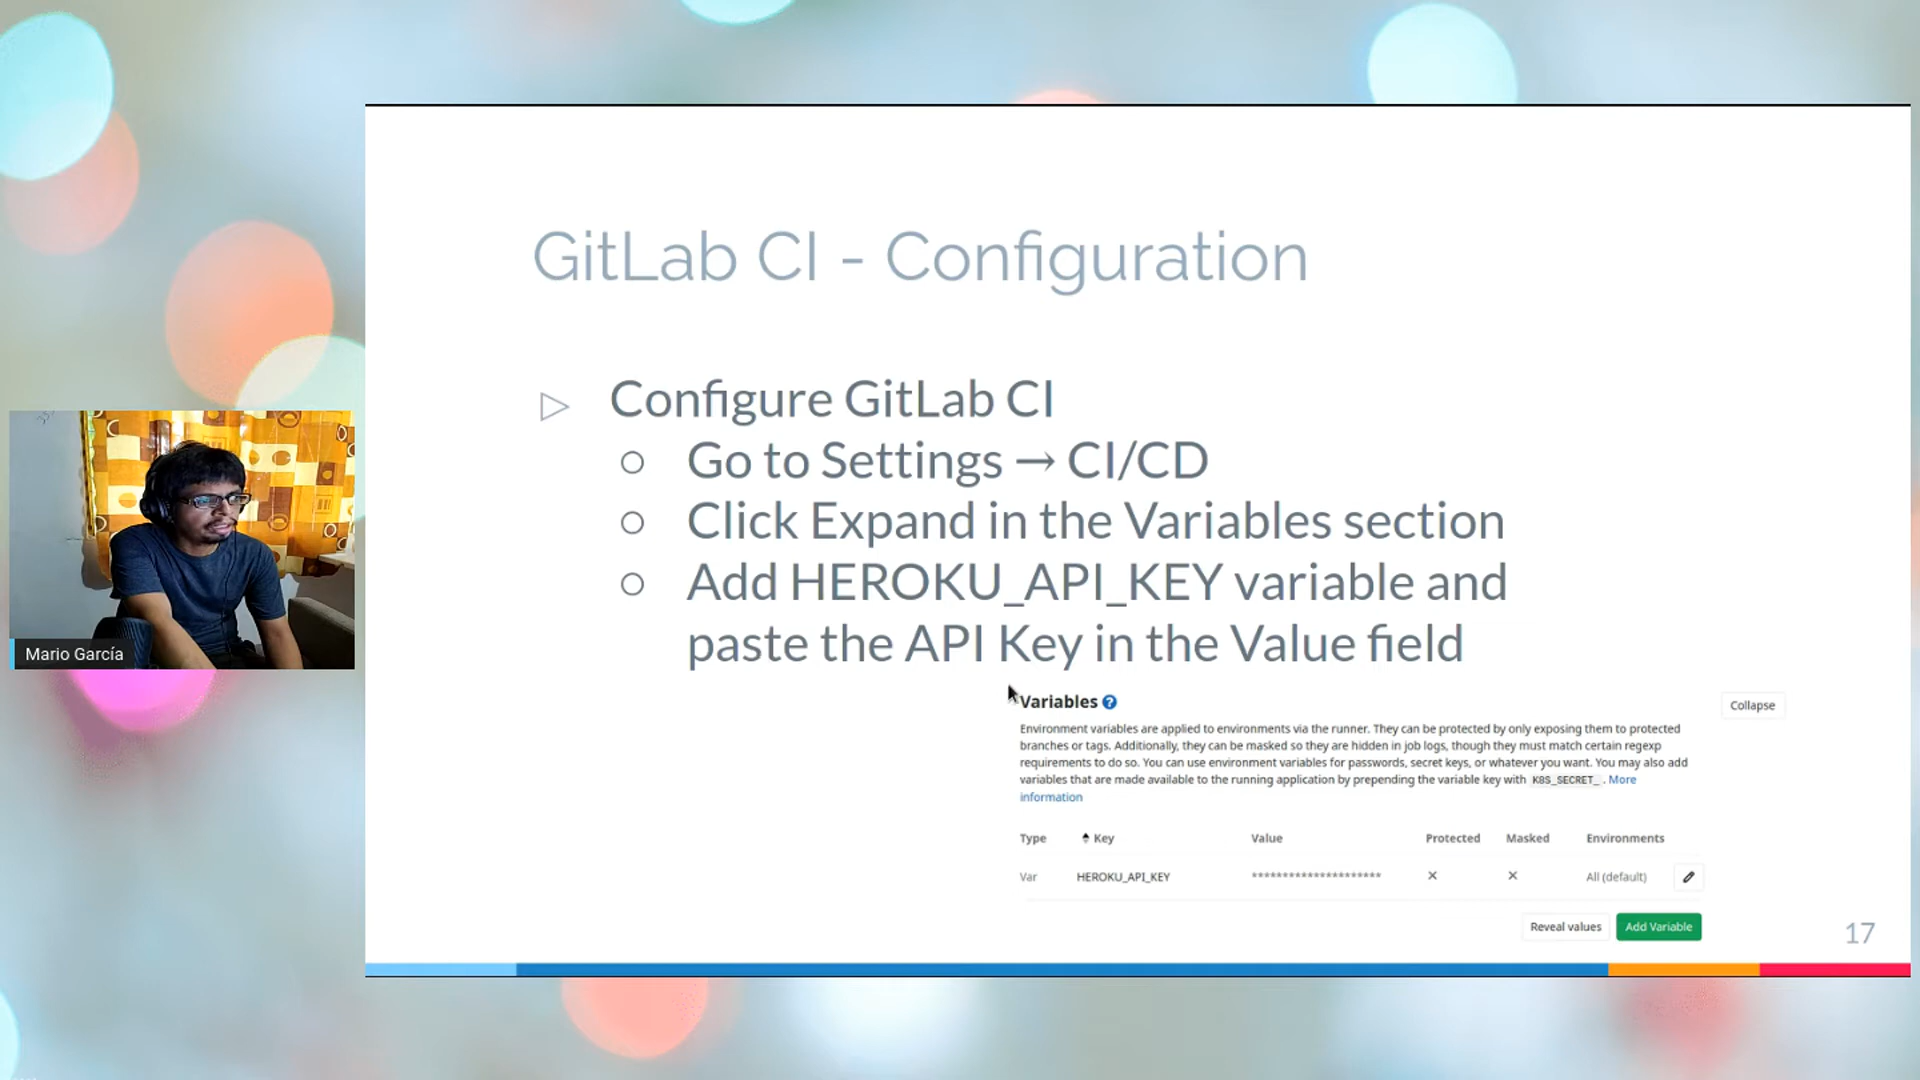 GitLab CI - Configuration
Configure GitLab CI
Go to Settings → CI/CD
Click Expand in the Variables section
Add HEROKU_API_KEY variable and
paste the API Key in the Value field
Mario García
Variables ?
Collapse
Environment variables are applied to environments via the runner. They can be protected by only exposing them to protected
branches or tags. Additionally, they can be masked so they are hidden in job logs, though they must match certain regexp
requirements to do so. You can use environment variables for passwords, secret keys, or whatever you want. You may also add
variables that are made available to the running application by prepending the variable key with K8S_SECRET_. More
information
Type Key Value Protected Masked Environments
Var HEROKU_API_KEY ********************* × × All (default)
Reveal values Add Variable
17